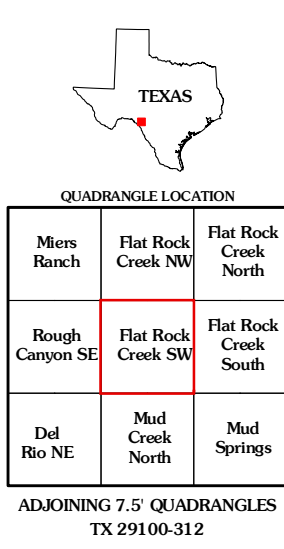 TEXAS
QUADRANGLE LOCATION
Miers
Ranch
Flat Rock
Creek NW
Flat Rock
Creek
North
Rough
Canyon SE
Flat Rock
Creek SW
Flat Rock
Creek
South
Del
Rio NE
Mud
Creek
North
Mud
Springs
ADJOINING 7.5' QUADRANGLES
TX 29100-312